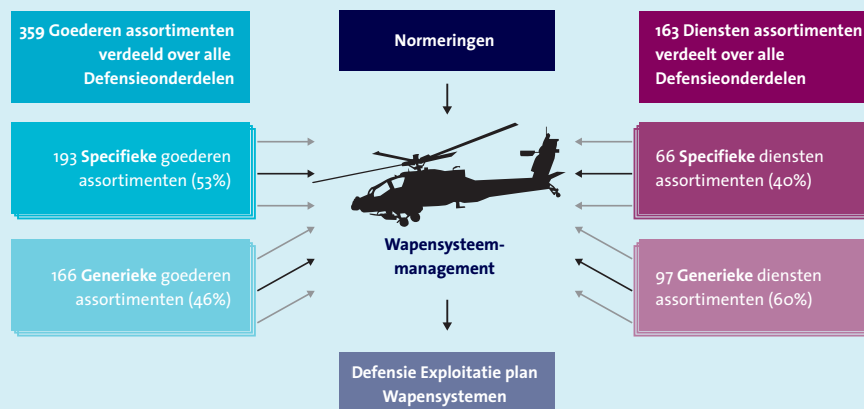 359 Goederen assortimenten
verdeeld over alle
Defensieonderdelen
193 Specifieke goederen
assortimenten (53%)
166 Generieke goederen
assortimenten (46%)
Normeringen
Wapensysteem-
management
Defensie Exploitatie plan
Wapensystemen
163 Diensten assortimenten
verdeelt over alle
Defensieonderdelen
66 Specifieke diensten
assortimenten (40%)
97 Generieke diensten
assortimenten (60%)